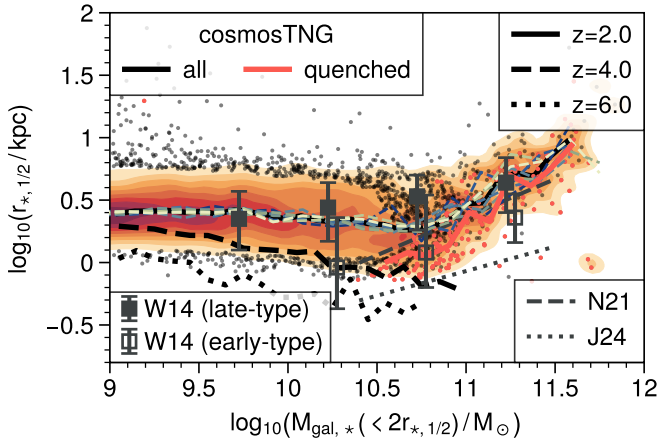 2
1.5
1
0.5
0
−0.5
log10(r*,1/2/kpc)
cosmosTNG
all quenched
z=2.0
z=4.0
z=6.0
W14 (late-type)
W14 (early-type)
N21
J24
9 9.5 10 10.5 11 11.5 12
log10(Mgal,*(<2r*,1/2)/M⊙)